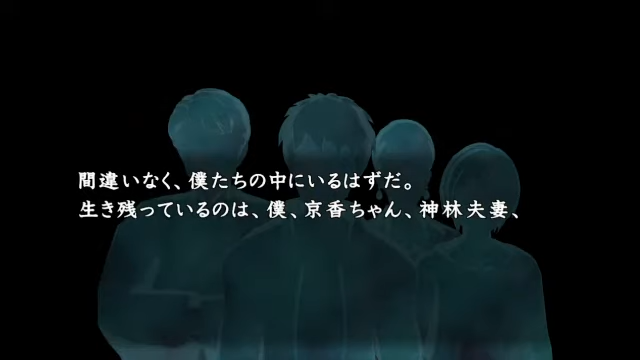 間違いなく、僕たちの中にいるはずだ。
生き残っているのは、僕、京香ちゃん、神林夫妻、